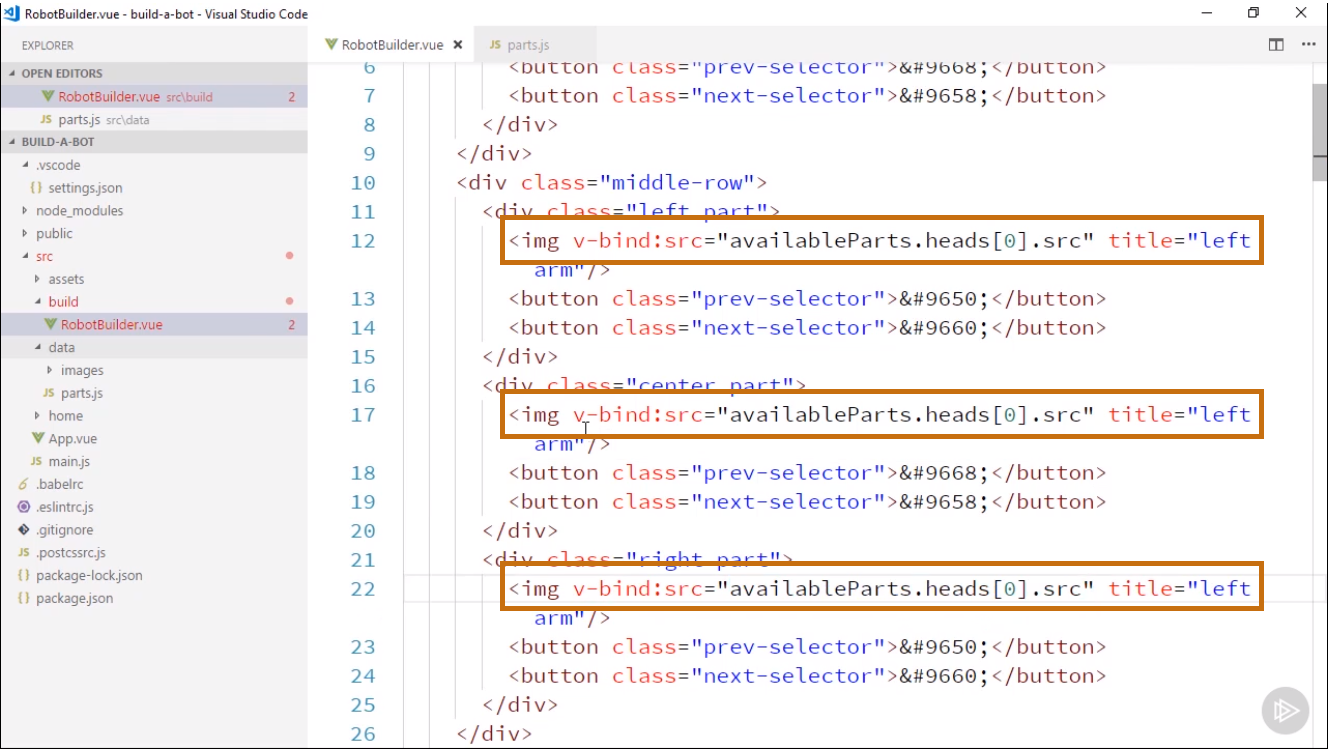 RobotBuilder.vue - build-a-bot - Visual Studio Code
EXPLORER
RobotBuilder.vue
JS parts.js
OPEN EDITORS
RobotBuilder.vue src\build 2
JS parts.js src\data
BUILD-A-BOT
.vscode
{} settings.json
node_modules
public
src
assets
build
RobotBuilder.vue 2
data
images
JS parts.js
home
App.vue
JS main.js
.babelrc
.eslintrc.js
.gitignore
JS .postcssrc.js
{} package-lock.json
{} package.json
6 <button class="prev-selector">&#9668;</button>
7 <button class="next-selector">&#9658;</button>
8 </div>
9 </div>
10 <div class="middle-row">
11 <div class="left part">
12 <img v-bind:src="availableParts.heads[0].src" title="left
arm"/>
13 <button class="prev-selector">&#9650;</button>
14 <button class="next-selector">&#9660;</button>
15 </div>
16 <div class="center part">
17 <img v-bind:src="availableParts.heads[0].src" title="left
arm"/>
18 <button class="prev-selector">&#9668;</button>
19 <button class="next-selector">&#9658;</button>
20 </div>
21 <div class="right part">
22 <img v-bind:src="availableParts.heads[0].src" title="left
arm"/>
23 <button class="prev-selector">&#9650;</button>
24 <button class="next-selector">&#9660;</button>
25 </div>
26 </div>